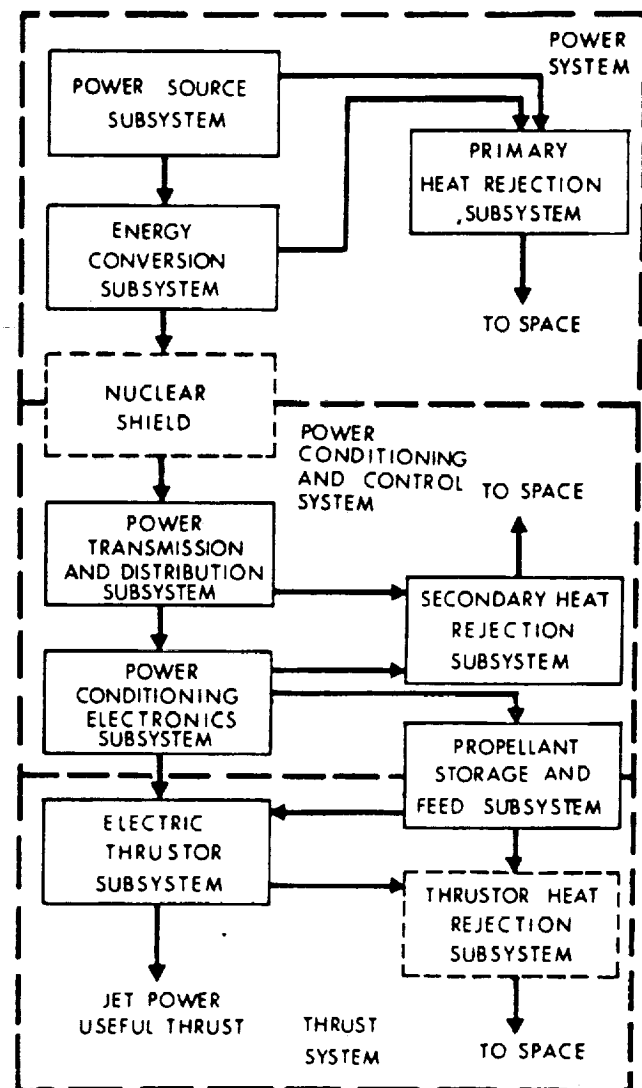 POWER SYSTEM
POWER SOURCE
SUBSYSTEM
PRIMARY
HEAT REJECTION
SUBSYSTEM
ENERGY
CONVERSION
SUBSYSTEM
TO SPACE
NUCLEAR
SHIELD
POWER
CONDITIONING
AND CONTROL
SYSTEM
TO SPACE
POWER
TRANSMISSION
AND DISTRIBUTION
SUBSYSTEM
SECONDARY HEAT
REJECTION
SUBSYSTEM
POWER
CONDITIONING
ELECTRONICS
SUBSYSTEM
PROPELLANT
STORAGE AND
FEED SUBSYSTEM
ELECTRIC
THRUSTOR
SUBSYSTEM
THRUSTOR HEAT
REJECTION
SUBSYSTEM
JET POWER
USEFUL THRUST
THRUST
SYSTEM
TO SPACE